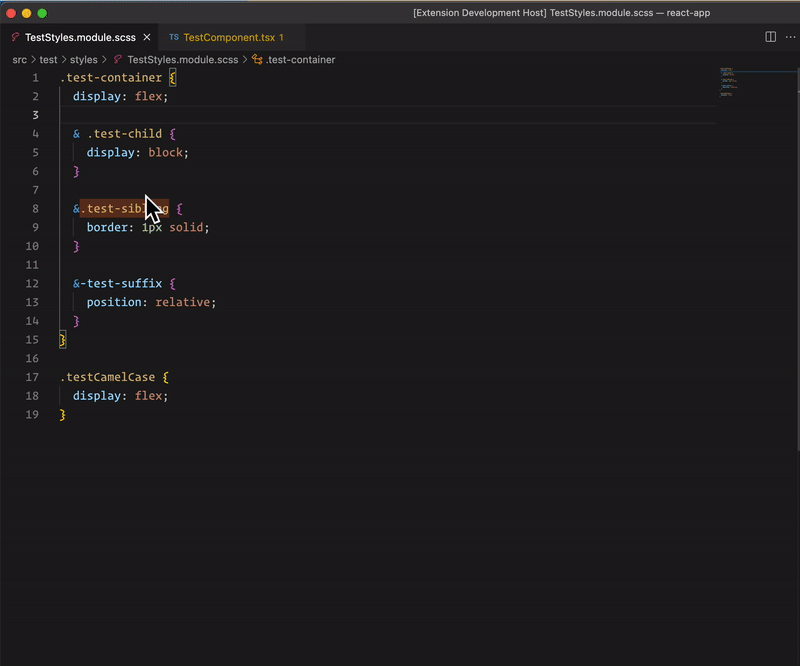 [Extension Development Host] TestStyles.module.scss — react-app
TestStyles.module.scss × TS TestComponent.tsx 1 ···
src > test > styles > TestStyles.module.scss > .test-container
1 .test-container {
2 display: flex;
3
4 & .test-child {
5 display: block;
6 }
7
8 &.test-sibling {
9 border: 1px solid;
10 }
11
12 &-test-suffix {
13 position: relative;
14 }
15 }
16
17 .testCamelCase {
18 display: flex;
19 }